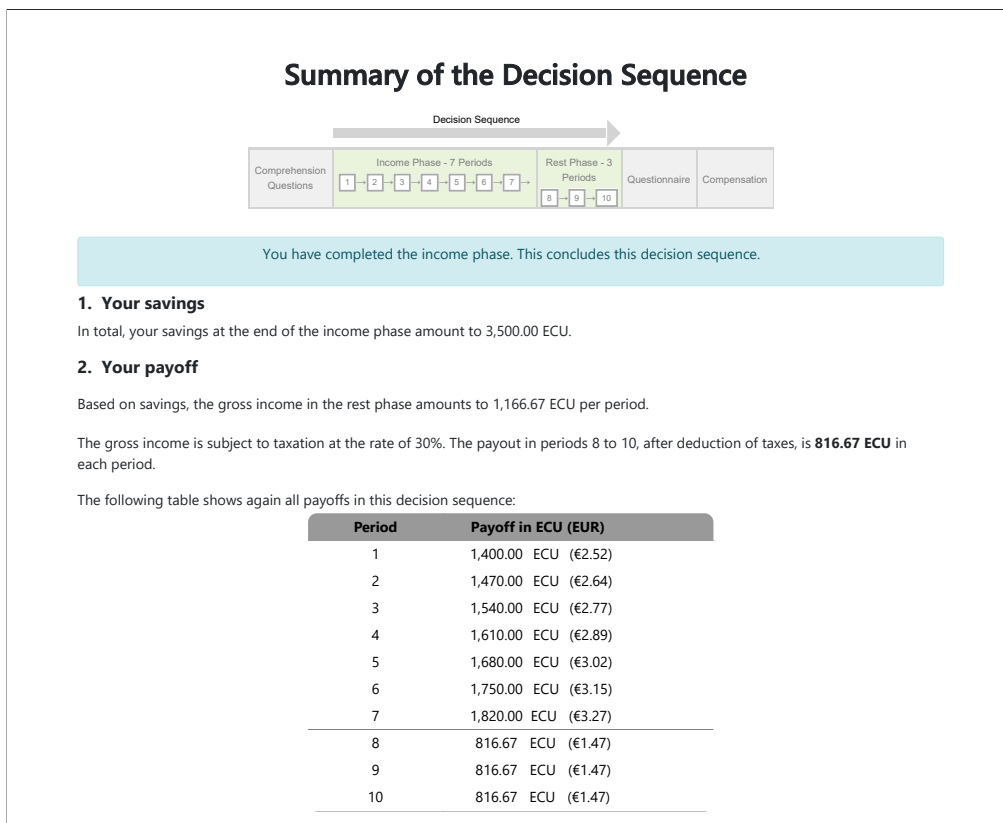 Summary of the Decision Sequence
Decision Sequence
Comprehension Questions
Income Phase - 7 Periods
1 → 2 → 3 → 4 → 5 → 6 → 7 →
Rest Phase - 3
Periods
8 → 9 → 10
Questionnaire
Compensation
You have completed the income phase. This concludes this decision sequence.
1. Your savings
In total, your savings at the end of the income phase amount to 3,500.00 ECU.
2. Your payoff
Based on savings, the gross income in the rest phase amounts to 1,166.67 ECU per period.
The gross income is subject to taxation at the rate of 30%. The payout in periods 8 to 10, after deduction of taxes, is 816.67 ECU in
each period.
The following table shows again all payoffs in this decision sequence:
Period Payoff in ECU (EUR)
1 1,400.00 ECU (€2.52)
2 1,470.00 ECU (€2.64)
3 1,540.00 ECU (€2.77)
4 1,610.00 ECU (€2.89)
5 1,680.00 ECU (€3.02)
6 1,750.00 ECU (€3.15)
7 1,820.00 ECU (€3.27)
8 816.67 ECU (€1.47)
9 816.67 ECU (€1.47)
10 816.67 ECU (€1.47)